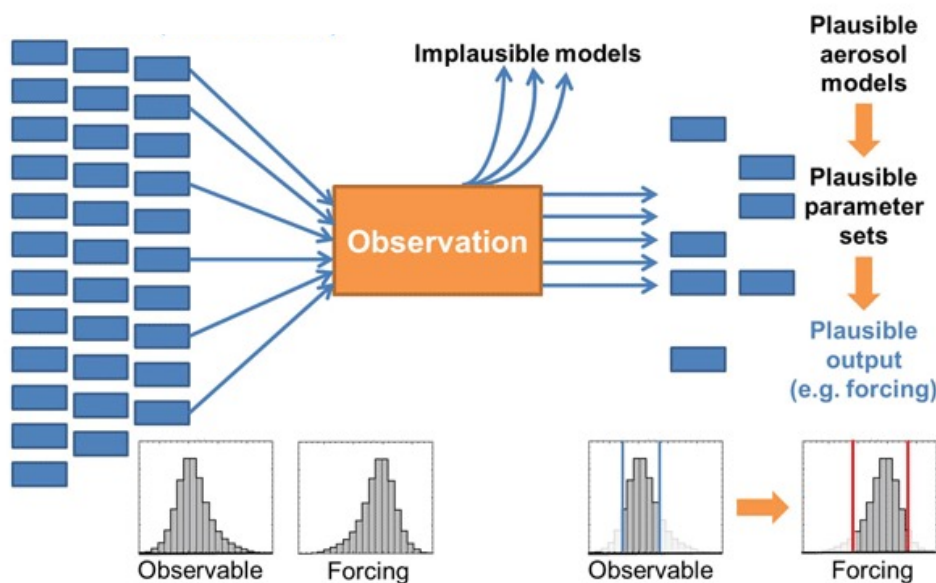 Implausible models
Plausible
aerosol
models
Observation
Plausible
parameter
sets
Plausible
output
(e.g. forcing)
Observable
Forcing
Observable
Forcing